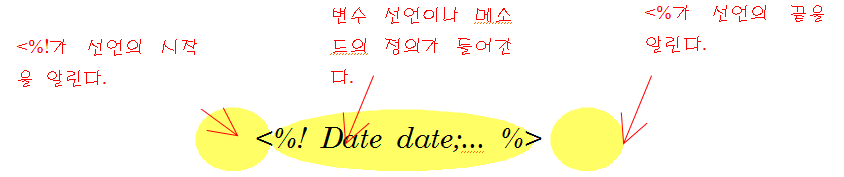 <%!가 선언의 시작
을 알린다.
변수 선언이나 메소
드의 정의가 들어간
다.
<%가 선언의 끝을
알린다.
<%! Date date;... %>